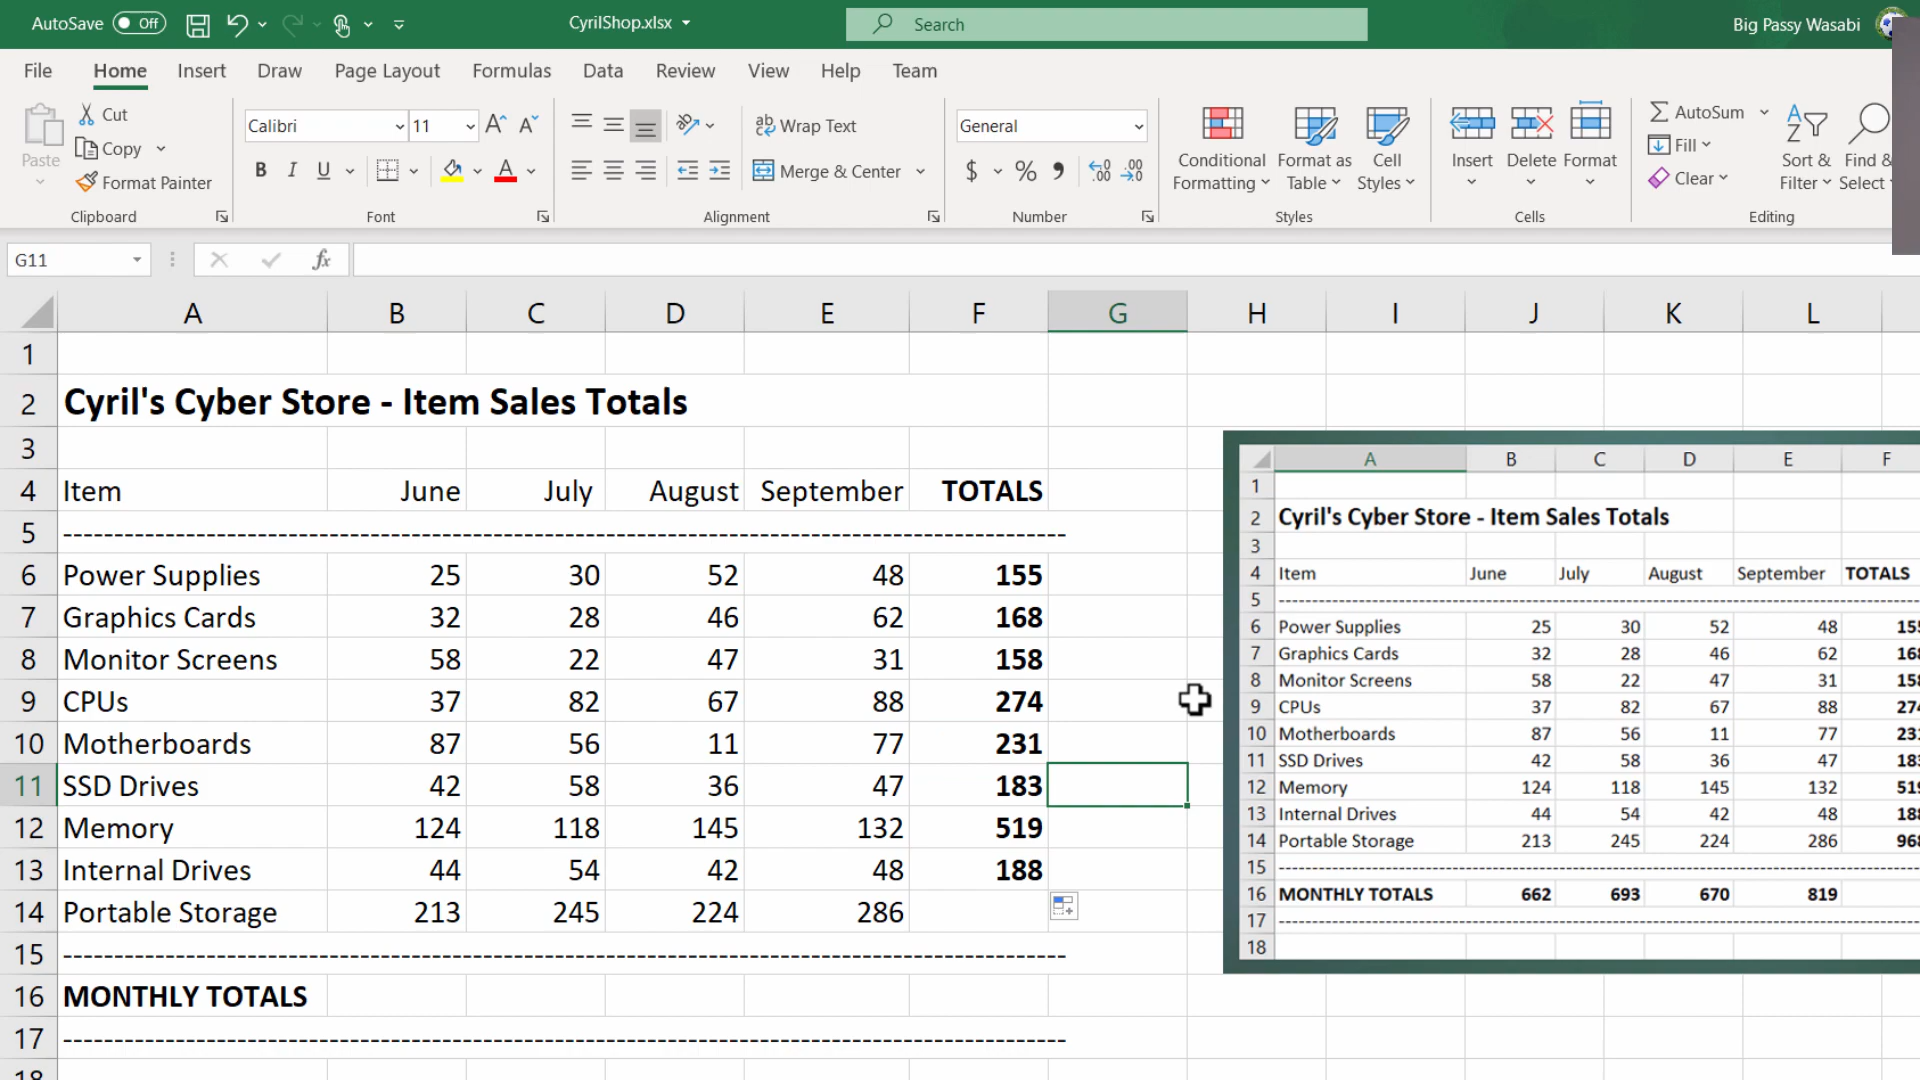 AutoSave Off CyrilShop.xlsx Search Big Passy Wasabi
File Home Insert Draw Page Layout Formulas Data Review View Help Team
Paste Cut Copy Format Painter Clipboard
Calibri 11 B I U A Font
Wrap Text Merge & Center Alignment
General $ % Number
Conditional Formatting Format as Table Cell Styles Styles
Insert Delete Format Cells
AutoSum Fill Clear Sort & Filter Find & Select Editing
G11 fx
A B C D E F G H I J K L
1
2 Cyril's Cyber Store - Item Sales Totals
3
4 Item June July August September TOTALS
5 --------------------------------------------------------------------------------
6 Power Supplies 25 30 52 48 155
7 Graphics Cards 32 28 46 62 168
8 Monitor Screens 58 22 47 31 158
9 CPUs 37 82 67 88 274
10 Motherboards 87 56 11 77 231
11 SSD Drives 42 58 36 47 183
12 Memory 124 118 145 132 519
13 Internal Drives 44 54 42 48 188
14 Portable Storage 213 245 224 286
15 --------------------------------------------------------------------------------
16 MONTHLY TOTALS
17 --------------------------------------------------------------------------------
18
A B C D E F
1
2 Cyril's Cyber Store - Item Sales Totals
3
4 Item June July August September TOTALS
5 --------------------------------------------------------------------------------
6 Power Supplies 25 30 52 48
7 Graphics Cards 32 28 46 62
8 Monitor Screens 58 22 47 31
9 CPUs 37 82 67 88
10 Motherboards 87 56 11 77
11 SSD Drives 42 58 36 47
12 Memory 124 118 145 132
13 Internal Drives 44 54 42 48
14 Portable Storage 213 245 224 286
15 --------------------------------------------------------------------------------
16 MONTHLY TOTALS 662 693 670 819
17 --------------------------------------------------------------------------------
18